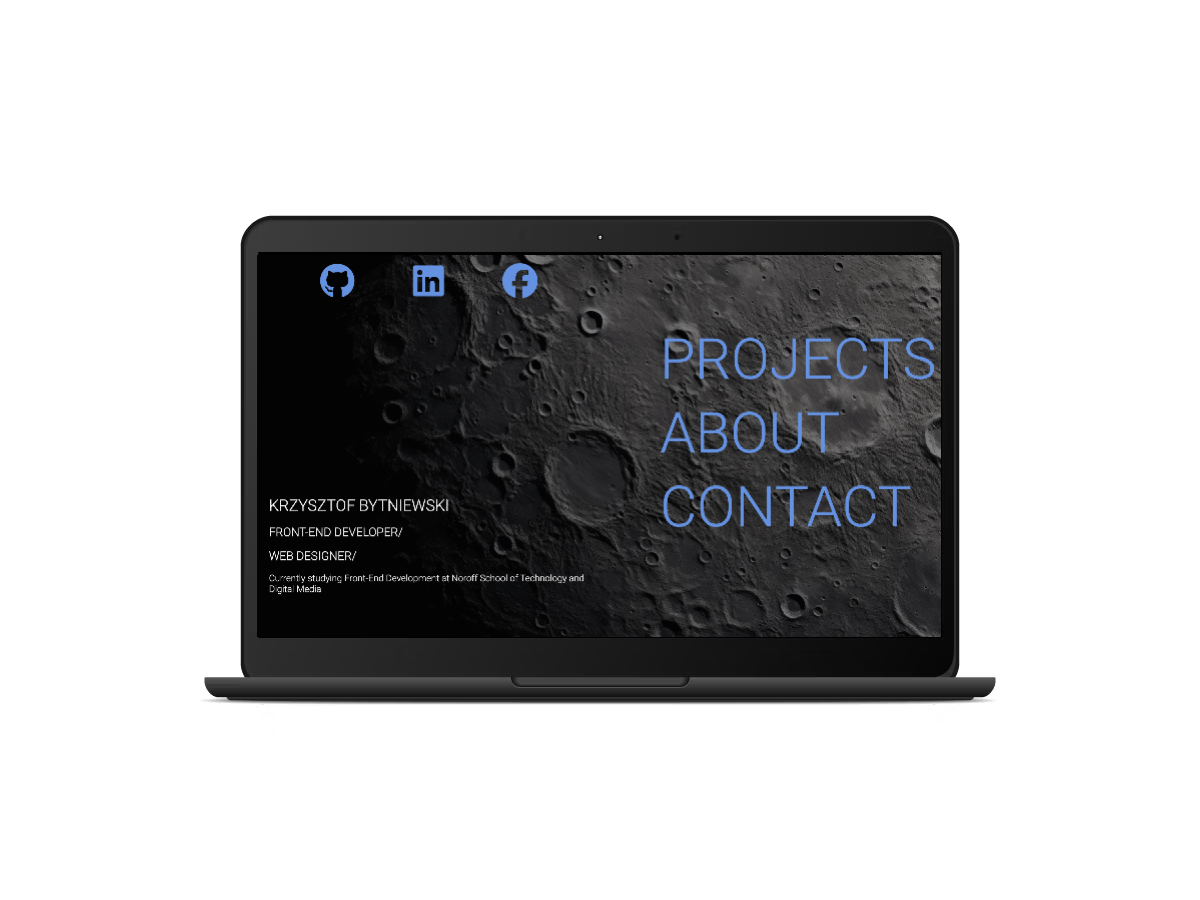 in
PROJECTS
ABOUT
CONTACT
KRZYSZTOF BYTNIEWSKI
FRONT-END DEVELOPER/
WEB DESIGNER/
Currently studying Front-End Development at Noroff School of Technology and
Digital Media